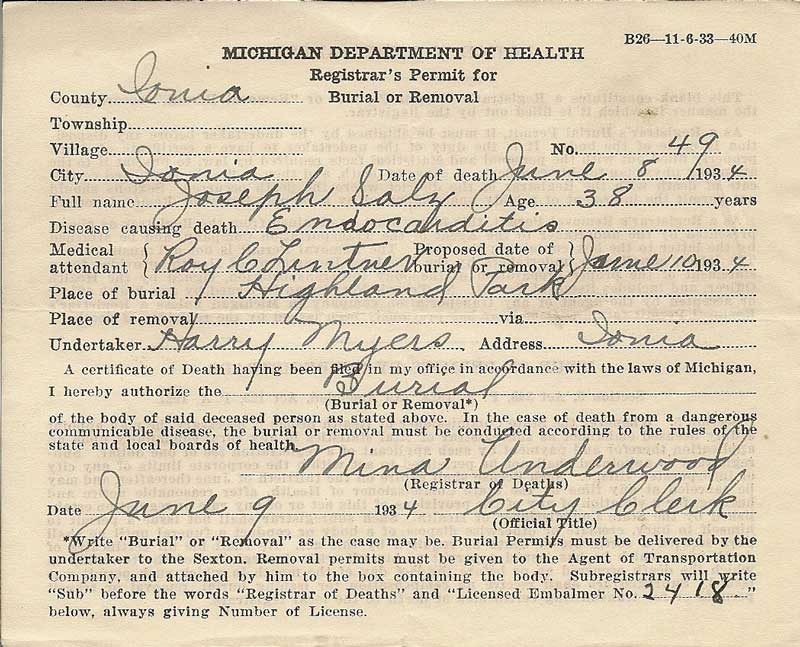 B26—11-6-33—40M
MICHIGAN DEPARTMENT OF HEALTH
Registrar's Permit for
County Ionia Burial or Removal
Township
Village No. 49
City Ionia Date of death June 8 1934
Full name Joseph Salz Age 38 years
Disease causing death Endocarditis
Medical attendant Roy C Lintner Proposed date of burial or removal June 10 1934
Place of burial Highland Park
Place of removal via
Undertaker Harry Myers Address Ionia
A certificate of Death having been filed in my office in accordance with the laws of Michigan,
I hereby authorize the Burial
(Burial or Removal*)
of the body of said deceased person as stated above. In the case of death from a dangerous
communicable disease, the burial or removal must be conducted according to the rules of the
state and local boards of health.
Mina Underwood
(Registrar of Deaths)
Date June 9 1934 City Clerk
(Official Title)
*Write "Burial" or "Removal" as the case may be. Burial Permits must be delivered by the
undertaker to the Sexton. Removal permits must be given to the Agent of Transportation
Company, and attached by him to the box containing the body. Subregistrars will write
"Sub" before the words "Registrar of Deaths" and "Licensed Embalmer No. 2418"
below, always giving Number of License.